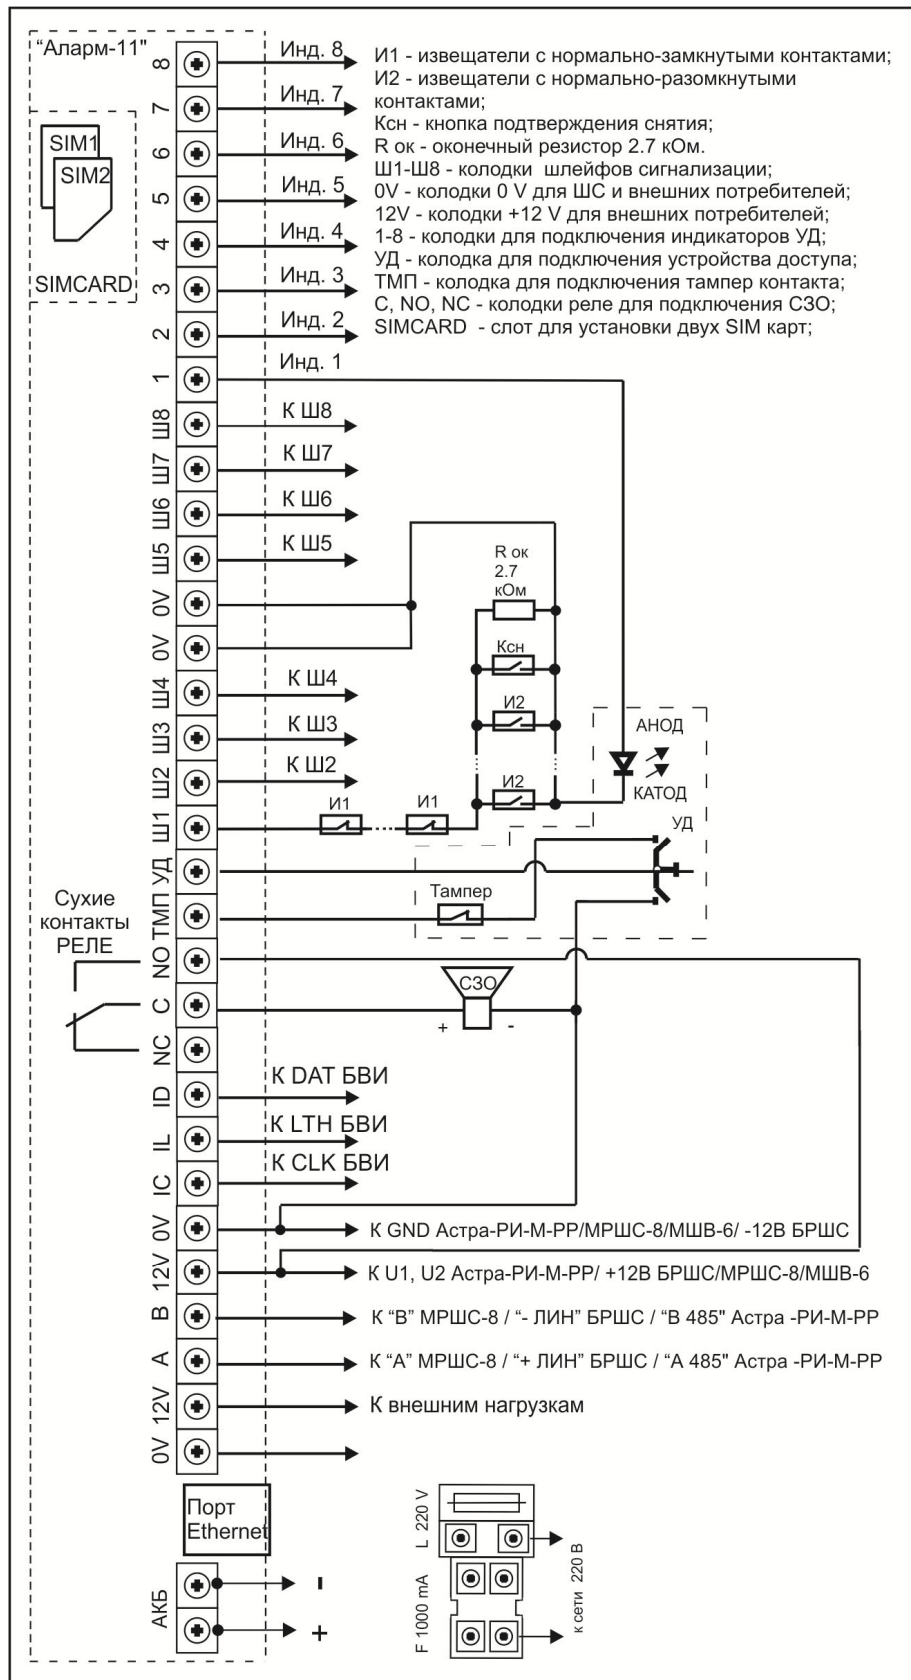 "Аларм-11"
SIM1
SIM2
SIMCARD
8
7
6
5
4
3
2
1
Ш8
Ш7
Ш6
Ш5
0V
0V
Ш4
Ш3
Ш2
Ш1
УД
ТМП
NO
C
NC
ID
IL
IC
0V
12V
B
A
12V
0V
Инд. 8
Инд. 7
Инд. 6
Инд. 5
Инд. 4
Инд. 3
Инд. 2
Инд. 1
И1 - извещатели с нормально-замкнутыми контактами;
И2 - извещатели с нормально-разомкнутыми
контактами;
Ксн - кнопка подтверждения снятия;
R ок - оконечный резистор 2.7 кОм.
Ш1-Ш8 - колодки шлейфов сигнализации;
0V - колодки 0 V для ШС и внешних потребителей;
12V - колодки +12 V для внешних потребителей;
1-8 - колодки для подключения индикаторов УД;
УД - колодка для подключения устройства доступа;
ТМП - колодка для подключения тампер контакта;
C, NO, NC - колодки реле для подключения СЗО;
SIMCARD - слот для установки двух SIM карт;
К Ш8
К Ш7
К Ш6
К Ш5
К Ш4
К Ш3
К Ш2
R ок
2.7
кОм
Ксн
И2
И2
И1
И1
АНОД
КАТОД
УД
Тампер
Сухие
контакты
РЕЛЕ
СЗО
+ -
К DAT БВИ
К LTH БВИ
К CLK БВИ
К GND Астра-РИ-М-РР/МРШС-8/МШВ-6/ -12В БРШС
К U1, U2 Астра-РИ-М-РР/ +12В БРШС/МРШС-8/МШВ-6
К “В” МРШС-8 / “- ЛИН” БРШС / “В 485" Астра -РИ-М-РР
К “А” МРШС-8 / “+ ЛИН” БРШС / “А 485" Астра -РИ-М-РР
К внешним нагрузкам
Порт
Ethernet
АКБ
-
+
L 220 V
F 1000 mA
к сети 220 В